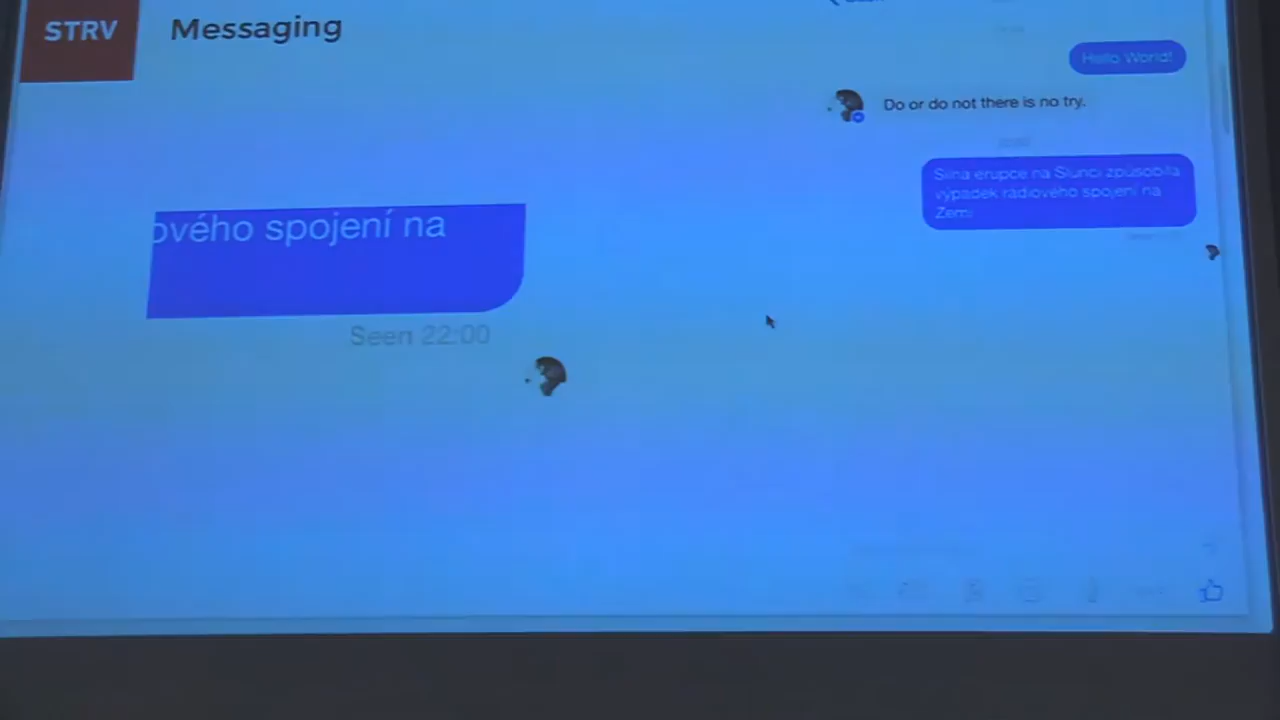 STRV
Messaging
Hello World!
Do or do not there is no try.
Silná erupce na Slunci způsobila
výpadek rádiového spojení na
Zemi
ového spojení na
Seen 22:00